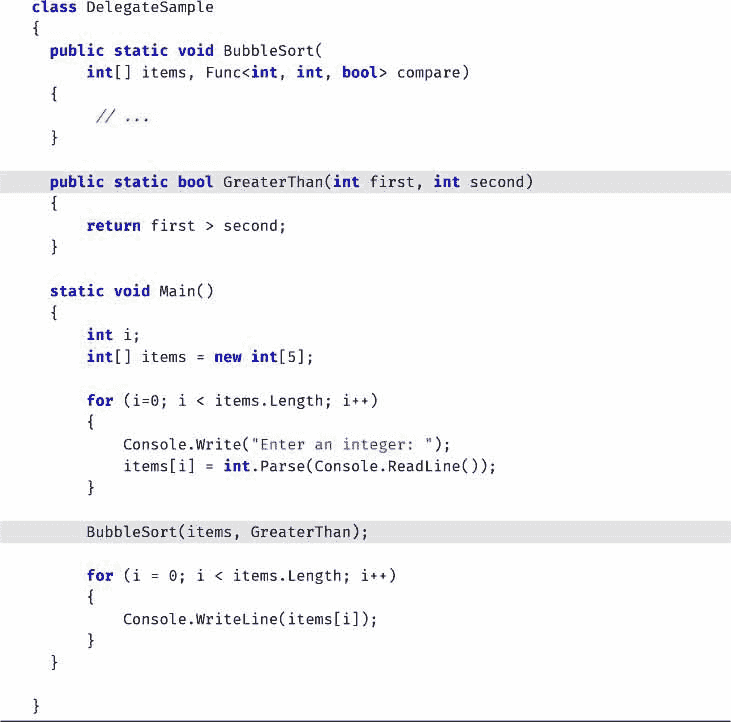 class DelegateSample
{
  public static void BubbleSort(
      int[] items, Func<int, int, bool> compare)
  {
       // ...
  }
  public static bool GreaterThan(int first, int second)
  {
      return first > second;
  }
  static void Main()
  {
      int i;
      int[] items = new int[5];
      for (i=0; i < items.Length; i++)
      {
          Console.Write("Enter an integer: ");
          items[i] = int.Parse(Console.ReadLine());
      }
      BubbleSort(items, GreaterThan);
      for (i = 0; i < items.Length; i++)
      {
          Console.WriteLine(items[i]);
      }
  }
}